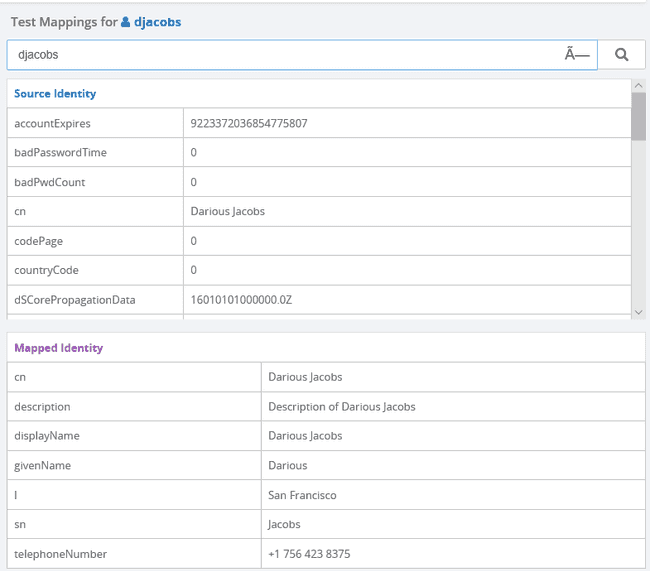 Test Mappings for djacobs
djacobs Ã—
Source Identity
accountExpires 9223372036854775807
badPasswordTime 0
badPwdCount 0
cn Darious Jacobs
codePage 0
countryCode 0
dSCorePropagationData 16010101000000.0Z
Mapped Identity
cn Darious Jacobs
description Description of Darious Jacobs
displayName Darious Jacobs
givenName Darious
l San Francisco
sn Jacobs
telephoneNumber +1 756 423 8375